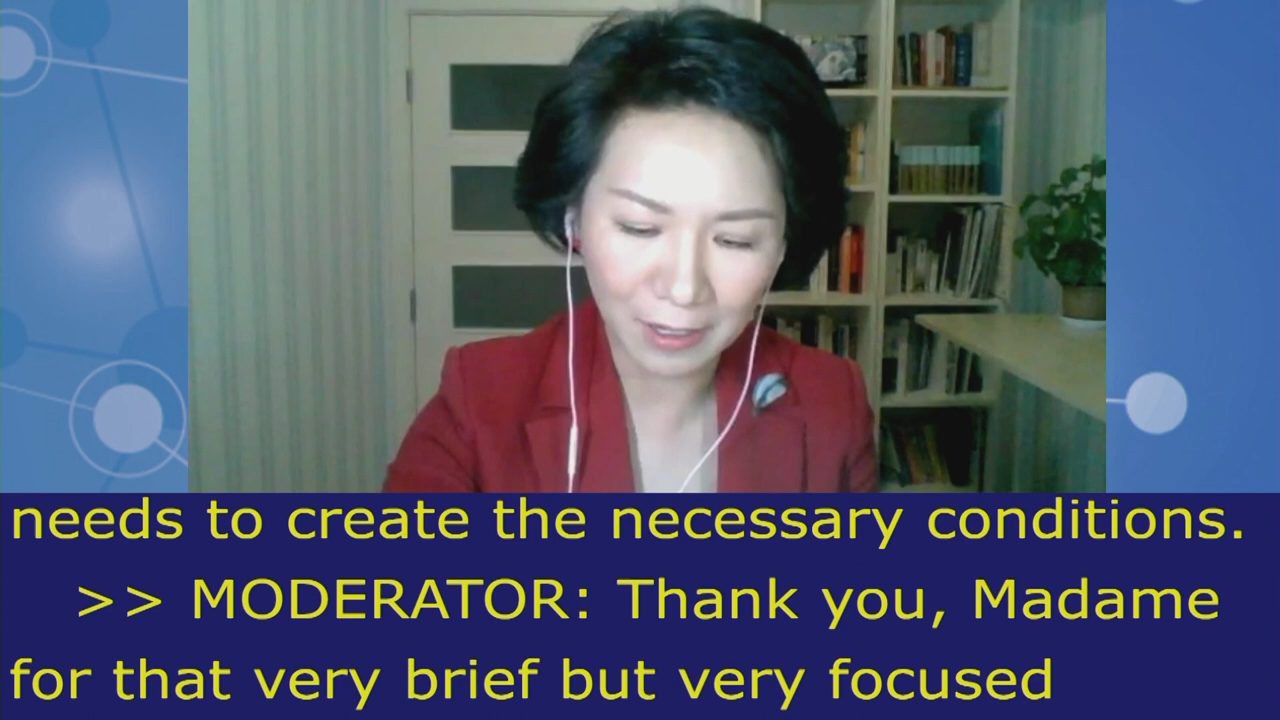 needs to create the necessary conditions.
>> MODERATOR: Thank you, Madame
for that very brief but very focused